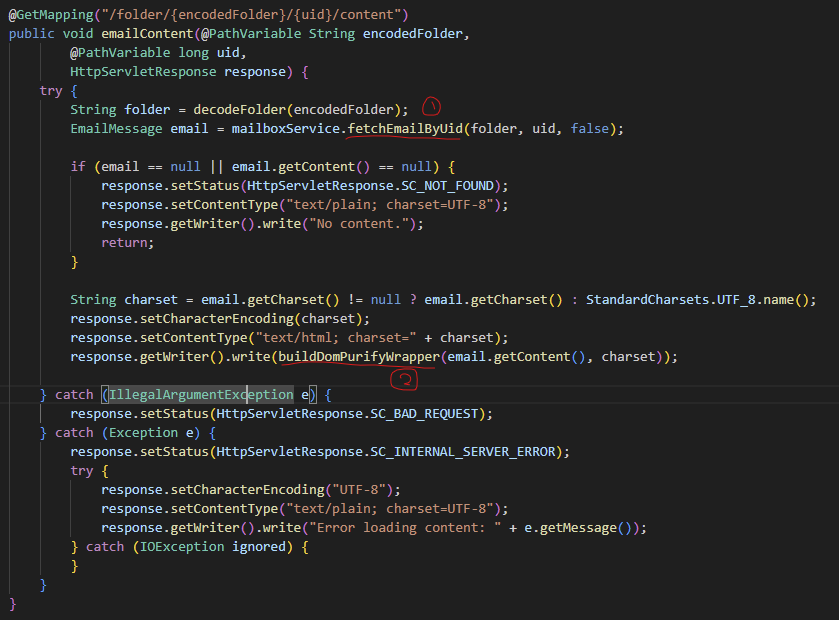 @GetMapping("/folder/{encodedFolder}/{uid}/content")
public void emailContent(@PathVariable String encodedFolder,
@PathVariable long uid,
HttpServletResponse response) {
try {
String folder = decodeFolder(encodedFolder); 1
EmailMessage email = mailboxService.fetchEmailByUid(folder, uid, false);
if (email == null || email.getContent() == null) {
response.setStatus(HttpServletResponse.SC_NOT_FOUND);
response.setContentType("text/plain; charset=UTF-8");
response.getWriter().write("No content.");
return;
}
String charset = email.getCharset() != null ? email.getCharset() : StandardCharsets.UTF_8.name();
response.setCharacterEncoding(charset);
response.setContentType("text/html; charset=" + charset);
response.getWriter().write(buildDomPurifyWrapper(email.getContent(), charset));
2
} catch (IllegalArgumentException e) {
response.setStatus(HttpServletResponse.SC_BAD_REQUEST);
} catch (Exception e) {
response.setStatus(HttpServletResponse.SC_INTERNAL_SERVER_ERROR);
try {
response.setCharacterEncoding("UTF-8");
response.setContentType("text/plain; charset=UTF-8");
response.getWriter().write("Error loading content: " + e.getMessage());
} catch (IOException ignored) {
}
}
}